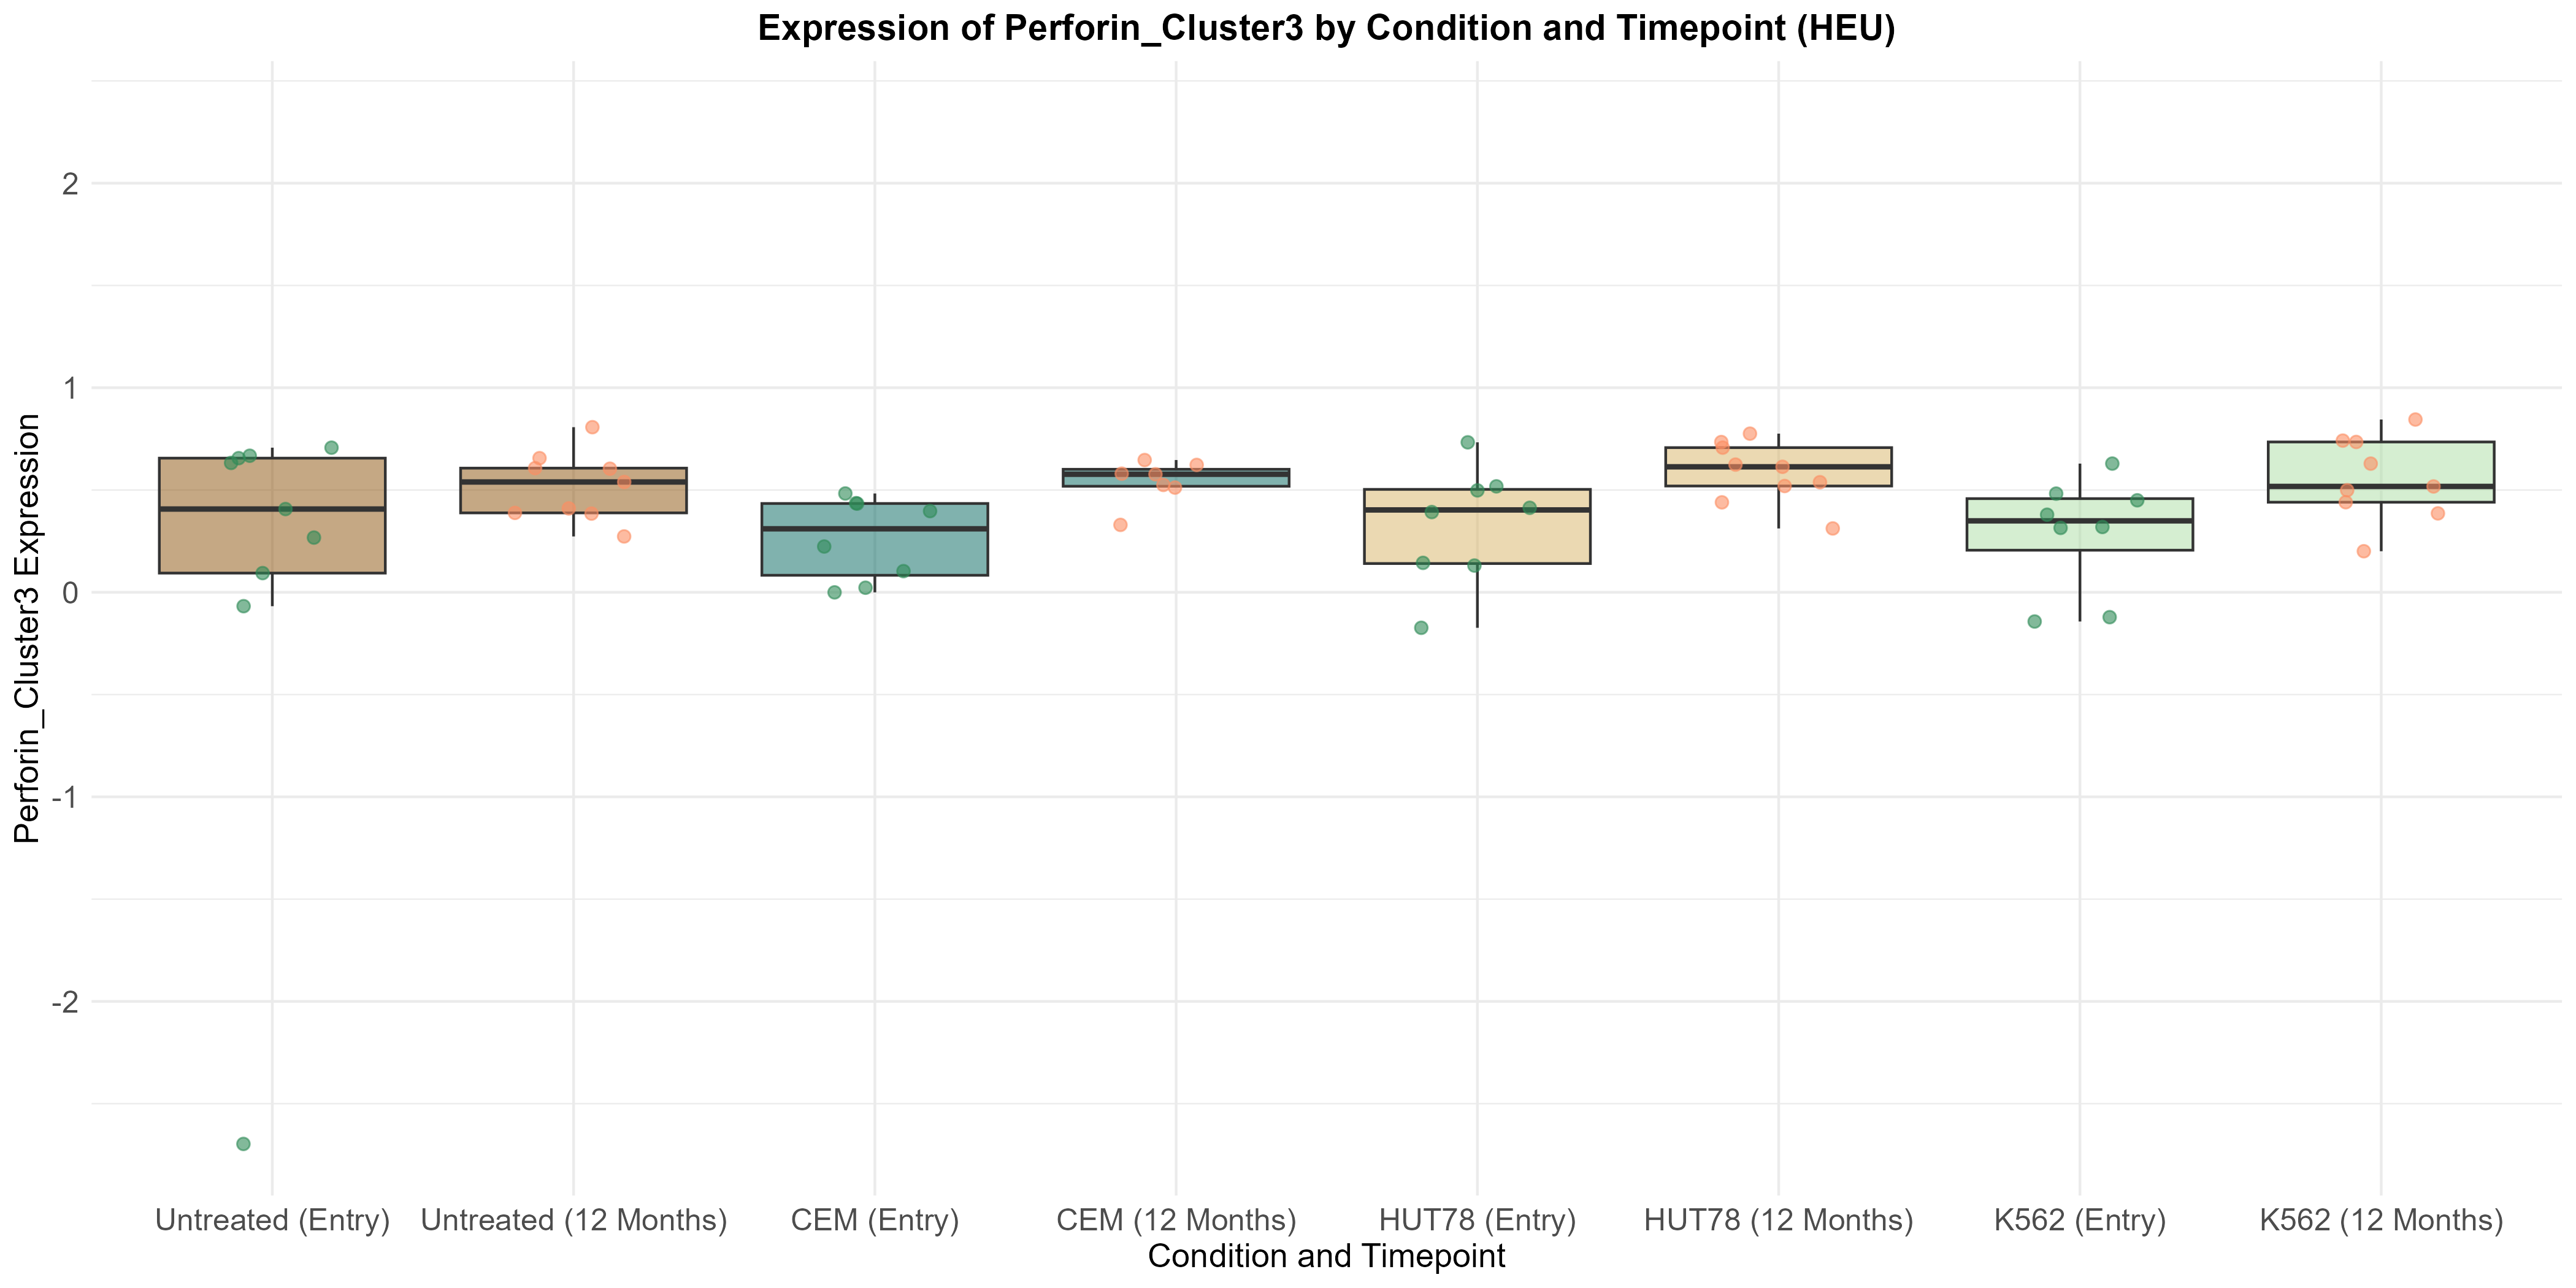 Expression of Perforin_Cluster3 by Condition and Timepoint (HEU)
Perforin_Cluster3 Expression
2
1
0
-1
-2
Untreated (Entry) Untreated (12 Months) CEM (Entry) CEM (12 Months) HUT78 (Entry) HUT78 (12 Months) K562 (Entry) K562 (12 Months)
Condition and Timepoint